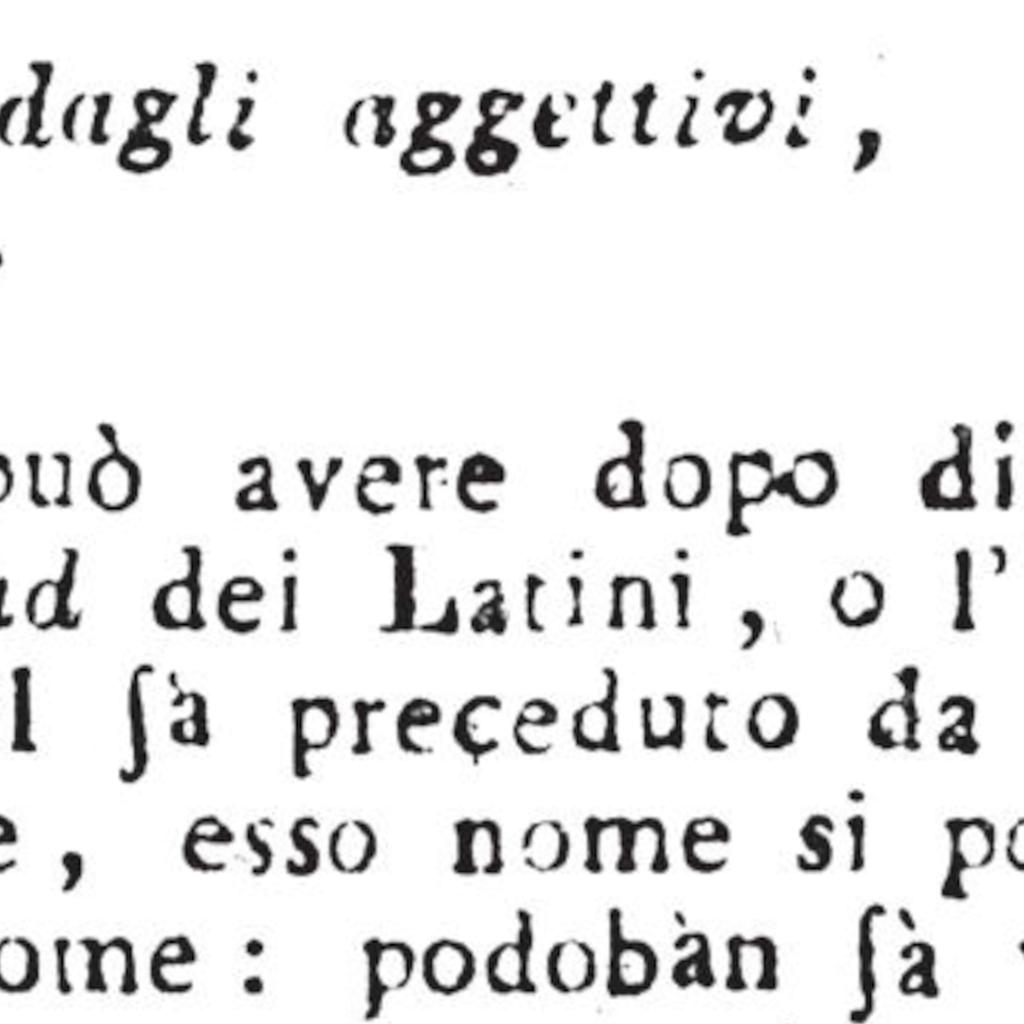 dagli aggettivi,
può avere dopo di
ud dei Latini, o l'
l ſà preceduto da
e, esso nome si po
ome: podobàn ſà